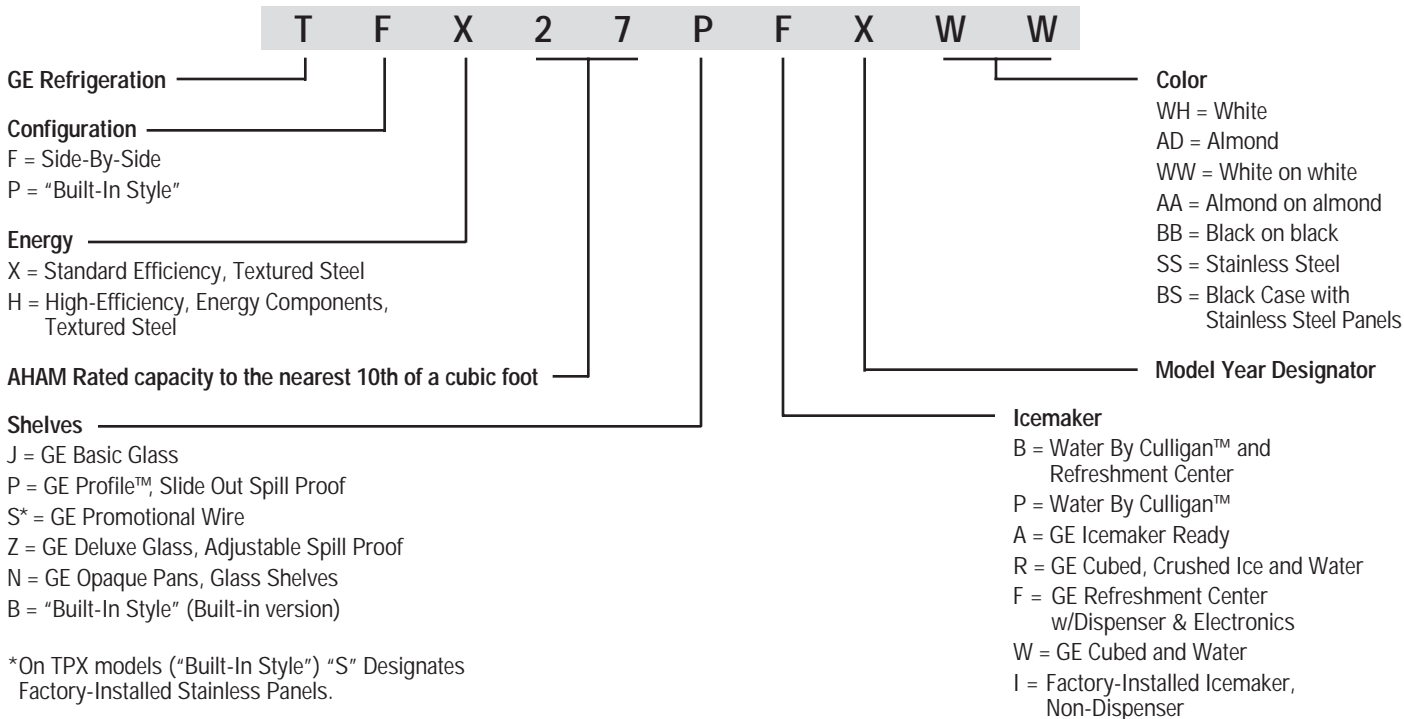 T F X 2 7 P F X W W
GE Refrigeration
Configuration
F = Side-By-Side
P = “Built-In Style”
Energy
X = Standard Efficiency, Textured Steel
H = High-Efficiency, Energy Components,
Textured Steel
AHAM Rated capacity to the nearest 10th of a cubic foot
Shelves
J = GE Basic Glass
P = GE Profile™, Slide Out Spill Proof
S* = GE Promotional Wire
Z = GE Deluxe Glass, Adjustable Spill Proof
N = GE Opaque Pans, Glass Shelves
B = “Built-In Style” (Built-in version)
*On TPX models (“Built-In Style”) “S” Designates
Factory-Installed Stainless Panels.
Color
WH = White
AD = Almond
WW = White on white
AA = Almond on almond
BB = Black on black
SS = Stainless Steel
BS = Black Case with
Stainless Steel Panels
Model Year Designator
Icemaker
B = Water By Culligan™ and
Refreshment Center
P = Water By Culligan™
A = GE Icemaker Ready
R = GE Cubed, Crushed Ice and Water
F = GE Refreshment Center
w/Dispenser & Electronics
W = GE Cubed and Water
I = Factory-Installed Icemaker,
Non-Dispenser